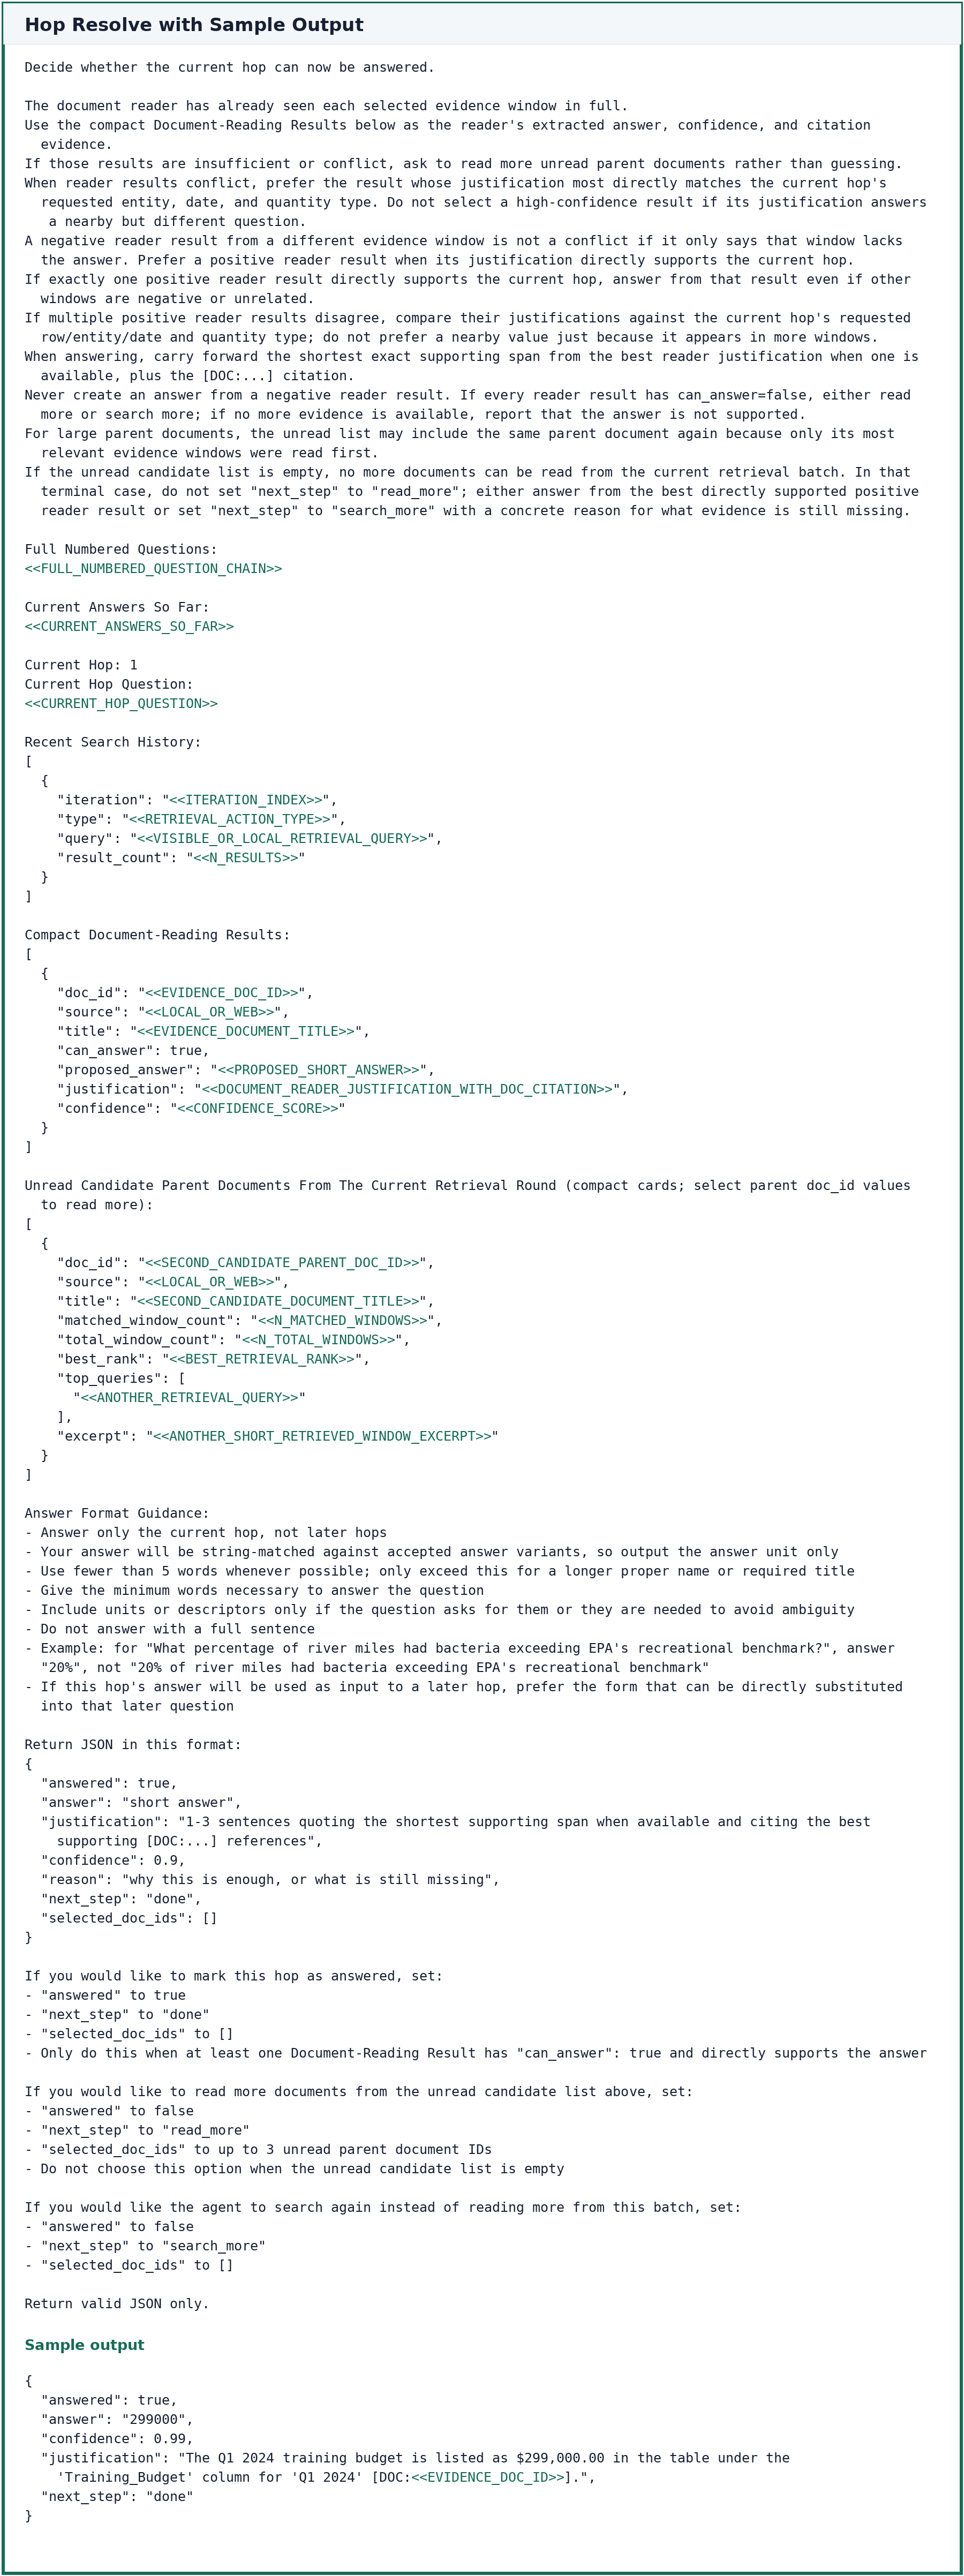 Hop Resolve with Sample Output
Decide whether the current hop can now be answered.
The document reader has already seen each selected evidence window in full.
Use the compact Document-Reading Results below as the reader's extracted answer, confidence, and citation
evidence.
If those results are insufficient or conflict, ask to read more unread parent documents rather than guessing.
When reader results conflict, prefer the result whose justification most directly matches the current hop's
requested entity, date, and quantity type. Do not select a high-confidence result if its justification answers
a nearby but different question.
A negative reader result from a different evidence window is not a conflict if it only says that window lacks
the answer. Prefer a positive reader result when its justification directly supports the current hop.
If exactly one positive reader result directly supports the current hop, answer from that result even if other
windows are negative or unrelated.
If multiple positive reader results disagree, compare their justifications against the current hop's requested
row/entity/date and quantity type; do not prefer a nearby value just because it appears in more windows.
When answering, carry forward the shortest exact supporting span from the best reader justification when one is
available, plus the [DOC:...] citation.
Never create an answer from a negative reader result. If every reader result has can_answer=false, either read
more or search more; if no more evidence is available, report that the answer is not supported.
For large parent documents, the unread list may include the same parent document again because only its most
relevant evidence windows were read first.
If the unread candidate list is empty, no more documents can be read from the current retrieval batch. In that
terminal case, do not set "next_step" to "read_more"; either answer from the best directly supported positive
reader result or set "next_step" to "search_more" with a concrete reason for what evidence is still missing.
Full Numbered Questions:
<<FULL_NUMBERED_QUESTION_CHAIN>>
Current Answers So Far:
<<CURRENT_ANSWERS_SO_FAR>>
Current Hop: 1
Current Hop Question:
<<CURRENT_HOP_QUESTION>>
Recent Search History:
[
{
"iteration": "<<ITERATION_INDEX>>",
"type": "<<RETRIEVAL_ACTION_TYPE>>",
"query": "<<VISIBLE_OR_LOCAL_RETRIEVAL_QUERY>>",
"result_count": "<<N_RESULTS>>"
}
]
Compact Document-Reading Results:
[
{
"doc_id": "<<EVIDENCE_DOC_ID>>",
"source": "<<LOCAL_OR_WEB>>",
"title": "<<EVIDENCE_DOCUMENT_TITLE>>",
"can_answer": true,
"proposed_answer": "<<PROPOSED_SHORT_ANSWER>>",
"justification": "<<DOCUMENT_READER_JUSTIFICATION_WITH_DOC_CITATION>>",
"confidence": "<<CONFIDENCE_SCORE>>"
}
]
Unread Candidate Parent Documents From The Current Retrieval Round (compact cards; select parent doc_id values
to read more):
[
{
"doc_id": "<<SECOND_CANDIDATE_PARENT_DOC_ID>>",
"source": "<<LOCAL_OR_WEB>>",
"title": "<<SECOND_CANDIDATE_DOCUMENT_TITLE>>",
"matched_window_count": "<<N_MATCHED_WINDOWS>>",
"total_window_count": "<<N_TOTAL_WINDOWS>>",
"best_rank": "<<BEST_RETRIEVAL_RANK>>",
"top_queries": [
"<<ANOTHER_RETRIEVAL_QUERY>>"
],
"excerpt": "<<ANOTHER_SHORT_RETRIEVED_WINDOW_EXCERPT>>"
}
]
Answer Format Guidance:
- Answer only the current hop, not later hops
- Your answer will be string-matched against accepted answer variants, so output the answer unit only
- Use fewer than 5 words whenever possible; only exceed this for a longer proper name or required title
- Give the minimum words necessary to answer the question
- Include units or descriptors only if the question asks for them or they are needed to avoid ambiguity
- Do not answer with a full sentence
- Example: for "What percentage of river miles had bacteria exceeding EPA's recreational benchmark?", answer
"20%", not "20% of river miles had bacteria exceeding EPA's recreational benchmark"
- If this hop's answer will be used as input to a later hop, prefer the form that can be directly substituted
into that later question
Return JSON in this format:
{
"answered": true,
"answer": "short answer",
"justification": "1-3 sentences quoting the shortest supporting span when available and citing the best
supporting [DOC:...] references",
"confidence": 0.9,
"reason": "why this is enough, or what is still missing",
"next_step": "done",
"selected_doc_ids": []
}
If you would like to mark this hop as answered, set:
- "answered" to true
- "next_step" to "done"
- "selected_doc_ids" to []
- Only do this when at least one Document-Reading Result has "can_answer": true and directly supports the answer
If you would like to read more documents from the unread candidate list above, set:
- "answered" to false
- "next_step" to "read_more"
- "selected_doc_ids" to up to 3 unread parent document IDs
- Do not choose this option when the unread candidate list is empty
If you would like the agent to search again instead of reading more from this batch, set:
- "answered" to false
- "next_step" to "search_more"
- "selected_doc_ids" to []
Return valid JSON only.
Sample output
{
"answered": true,
"answer": "299000",
"confidence": 0.99,
"justification": "The Q1 2024 training budget is listed as $299,000.00 in the table under the
'Training_Budget' column for 'Q1 2024' [DOC:<<EVIDENCE_DOC_ID>>].",
"next_step": "done"
}